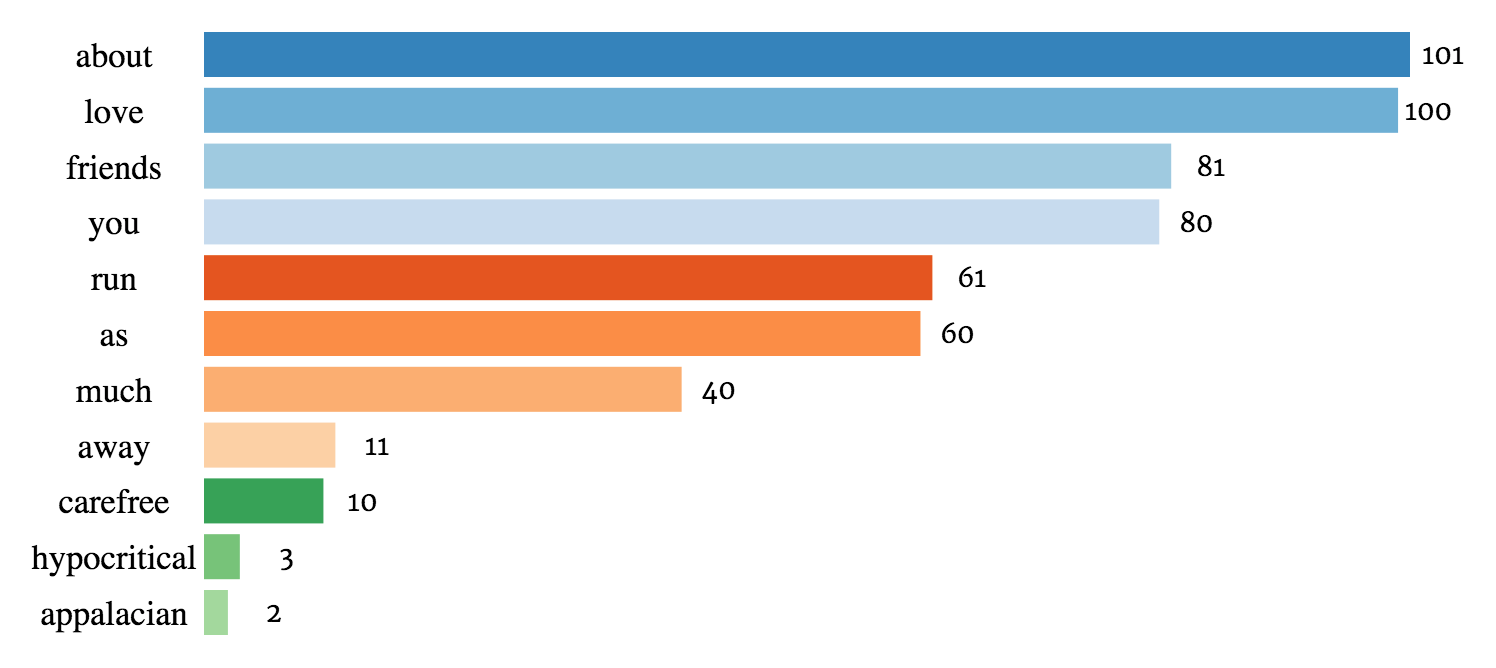 about 101
love 100
friends 81
you 80
run 61
as 60
much 40
away 11
carefree 10
hypocritical 3
appalacian 2